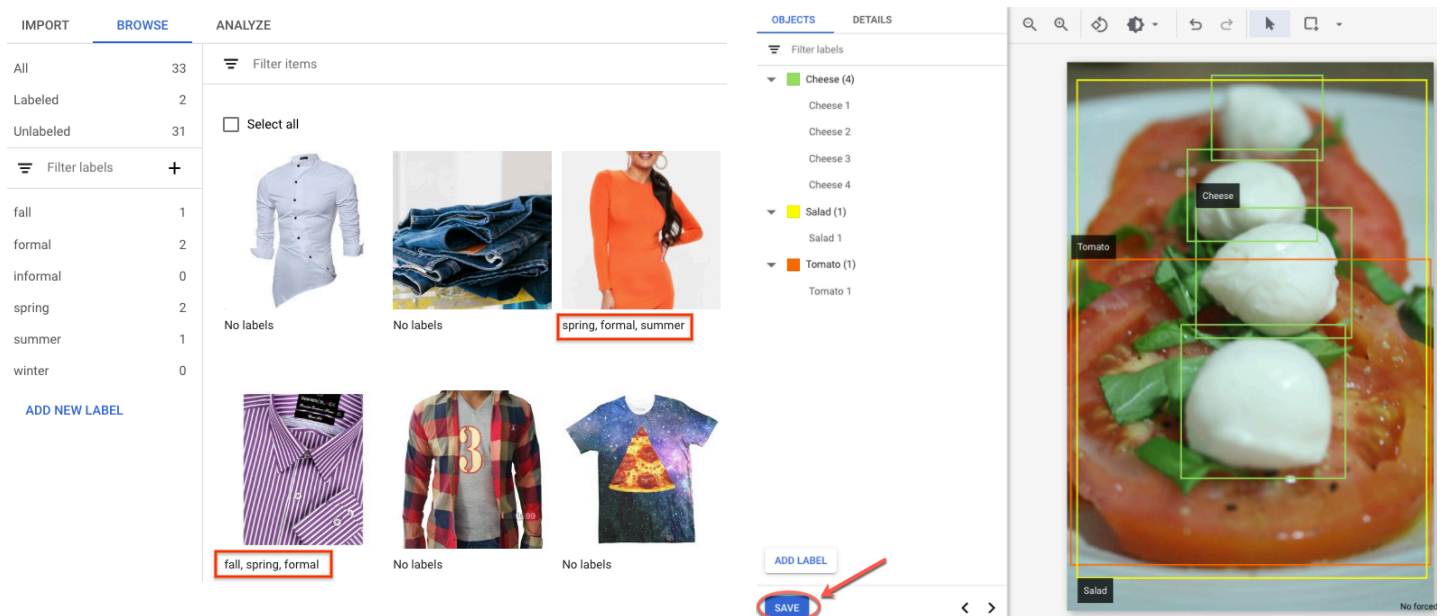 IMPORT BROWSE ANALYZE
All 33
Labeled 2
Unlabeled 31
Filter labels +
fall 1
formal 2
informal 0
spring 2
summer 1
winter 0
ADD NEW LABEL
Filter items
Select all
No labels
No labels
spring, formal, summer
3
fall, spring, formal
No labels
No labels
OBJECTS DETAILS
Filter labels
Cheese (4)
Cheese 1
Cheese 2
Cheese 3
Cheese 4
Salad (1)
Salad 1
Tomato (1)
Tomato 1
ADD LABEL
SAVE
Cheese
Tomato
Salad
No forced